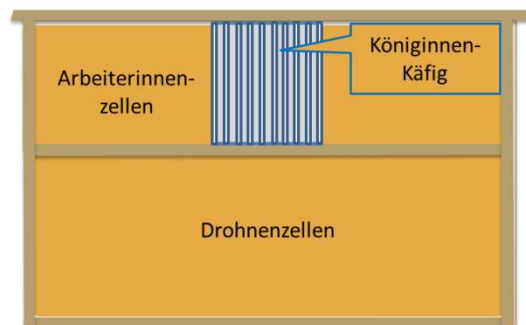 Arbeiterinnen-
zellen
Königinnen-
Käfig
Drohnenzellen